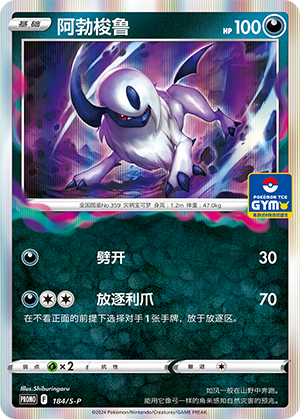 基础
阿勃梭鲁
HP 100
全国图鉴No.359 灾祸宝可梦 身高：1.2m 体重：47.0kg
POKÉMON TCG
GYM
劈开 30
放逐利爪 70
在不看正面的前提下选择对手1张手牌，放于放逐区。
弱点 ×2 抵抗力 撤退
Illus.Shiburingaru
PROMO F 184/S-P
如风一般在山野中奔跑。
能用它像弓一样的角来感知自然灾害的预兆。
©2024 Pokémon/Nintendo/Creatures/GAME FREAK.